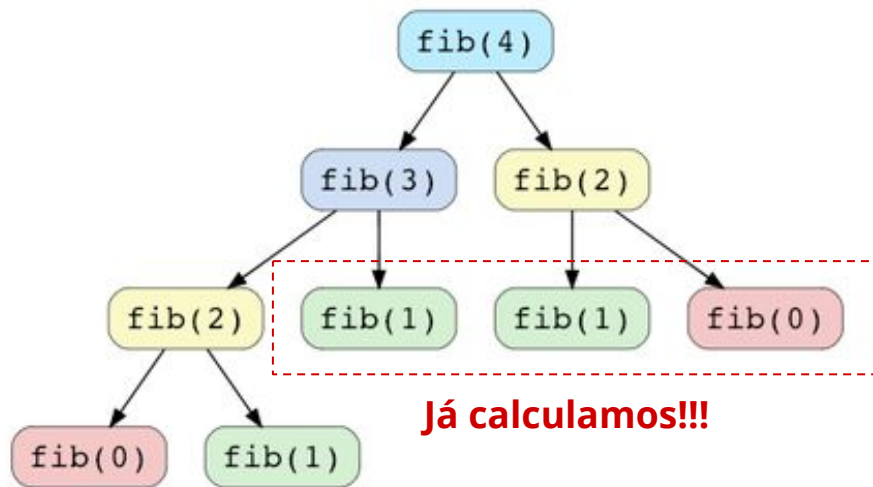 fib(4)
fib(3)
fib(2)
fib(2)
fib(1)
fib(1)
fib(0)
Já calculamos!!!
fib(0)
fib(1)